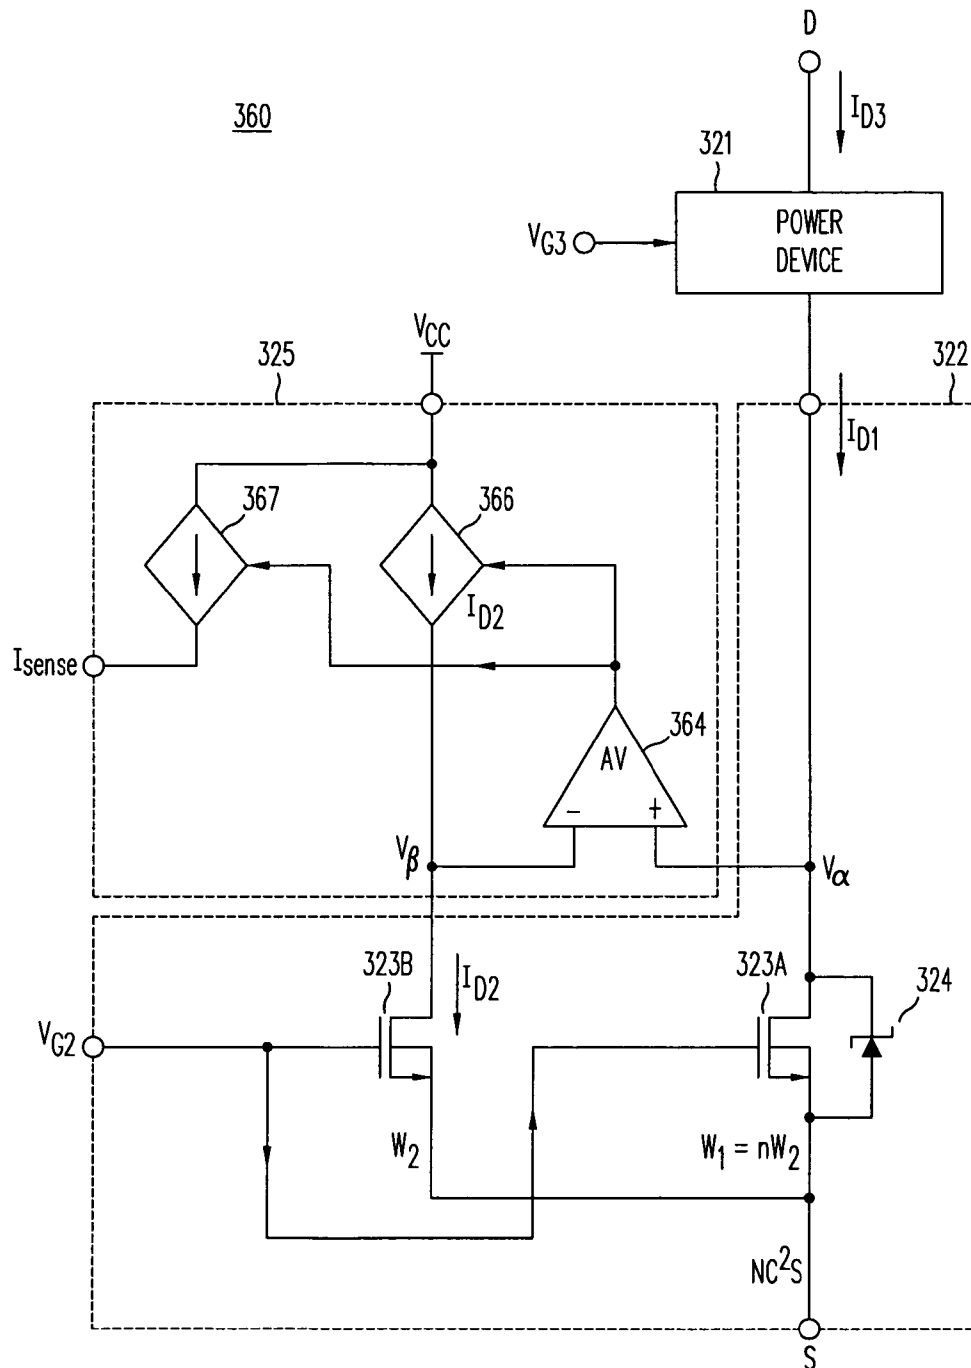 D
I_D3
360
321
POWER
DEVICE
V_G3
V_CC
325
322
I_D1
367
366
I_D2
I_sense
364
AV
- +
V_β
V_α
323B
I_D2
323A
324
V_G2
W_2
W_1 = nW_2
NC^2S
S